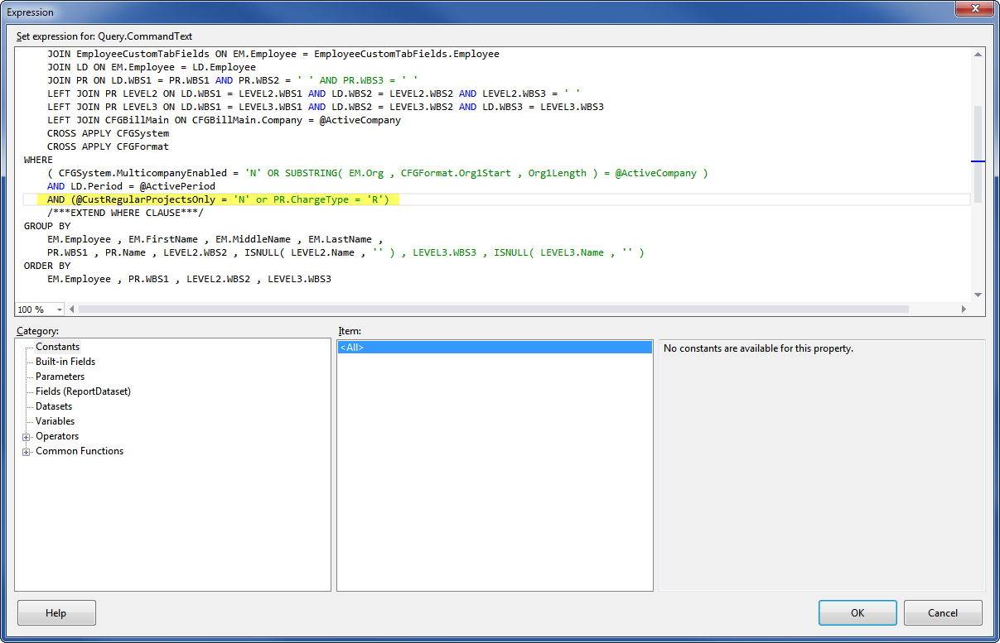 Expression
Set expression for: Query.CommandText
JOIN EmployeeCustomTabFields ON EM.Employee = EmployeeCustomTabFields.Employee
JOIN LD ON EM.Employee = LD.Employee
JOIN PR ON LD.WBS1 = PR.WBS1 AND PR.WBS2 = ' ' AND PR.WBS3 = ' '
LEFT JOIN PR LEVEL2 ON LD.WBS1 = LEVEL2.WBS1 AND LD.WBS2 = LEVEL2.WBS2 AND LEVEL2.WBS3 = ' '
LEFT JOIN PR LEVEL3 ON LD.WBS1 = LEVEL3.WBS1 AND LD.WBS2 = LEVEL3.WBS2 AND LD.WBS3 = LEVEL3.WBS3
LEFT JOIN CFGBillMain ON CFGBillMain.Company = @ActiveCompany
CROSS APPLY CFGSystem
CROSS APPLY CFGFormat
WHERE
( CFGSystem.MulticompanyEnabled = 'N' OR SUBSTRING( EM.Org , CFGFormat.Org1Start , Org1Length ) = @ActiveCompany )
AND LD.Period = @ActivePeriod
AND (@CustRegularProjectsOnly = 'N' or PR.ChargeType = 'R')
/***EXTEND WHERE CLAUSE***/
GROUP BY
EM.Employee , EM.FirstName , EM.MiddleName , EM.LastName ,
PR.WBS1 , PR.Name , LEVEL2.WBS2 , ISNULL( LEVEL2.Name , '' ) , LEVEL3.WBS3 , ISNULL( LEVEL3.Name , '' )
ORDER BY
EM.Employee , PR.WBS1 , LEVEL2.WBS2 , LEVEL3.WBS3
100 %
Category:
Constants
Built-in Fields
Parameters
Fields (ReportDataset)
Datasets
Variables
Operators
Common Functions
Item:
<All>
No constants are available for this property.
Help
OK
Cancel